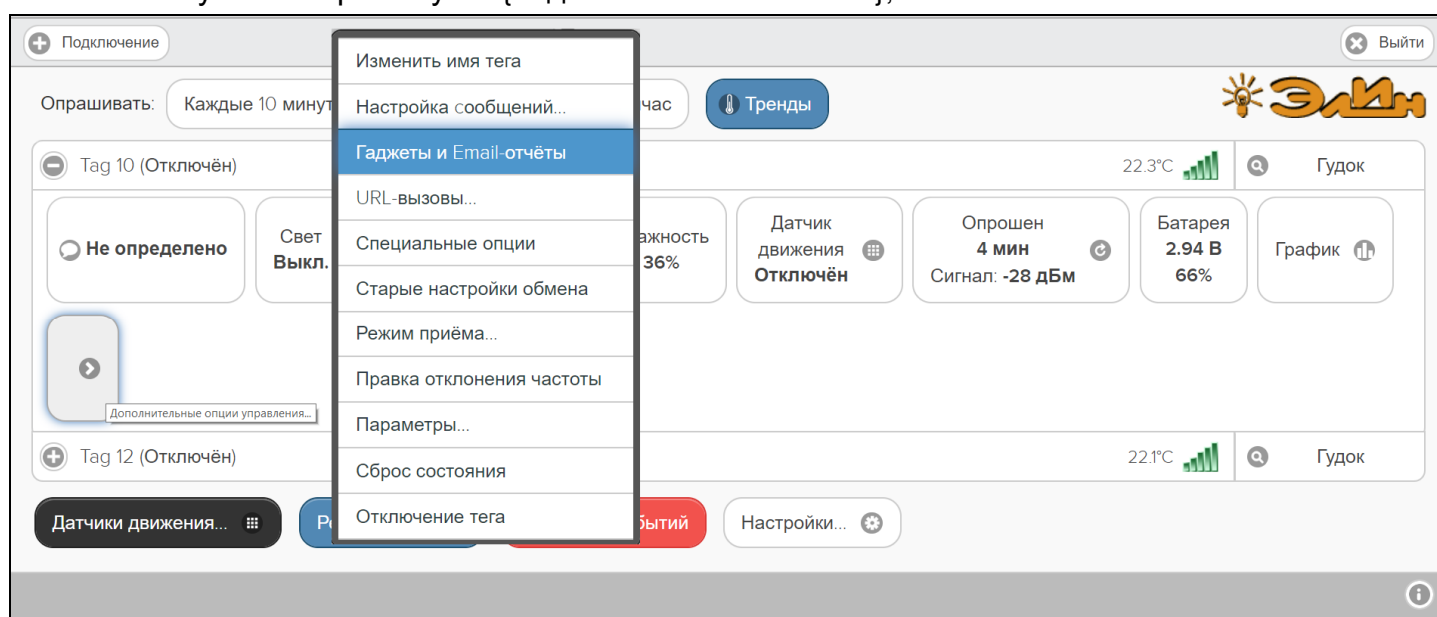 Подключение
Выйти
Опрашивать:
Каждые 10 минут
час
Тренды
ЭлИн
Изменить имя тега
Настройка сообщений...
Гаджеты и Email-отчёты
URL-вызовы...
Специальные опции
Старые настройки обмена
Режим приёма...
Правка отклонения частоты
Параметры...
Сброс состояния
Отключение тега
Tag 10 (Отключён)
22.3°C
Гудок
Не определено
Свет
Выкл.
ажность
36%
Датчик
движения
Отключён
Опрошен
4 мин
Сигнал: -28 дБм
Батарея
2.94 В
66%
График
Дополнительные опции управления...
Tag 12 (Отключён)
22.1°C
Гудок
Датчики движения...
Ре
бытий
Настройки...